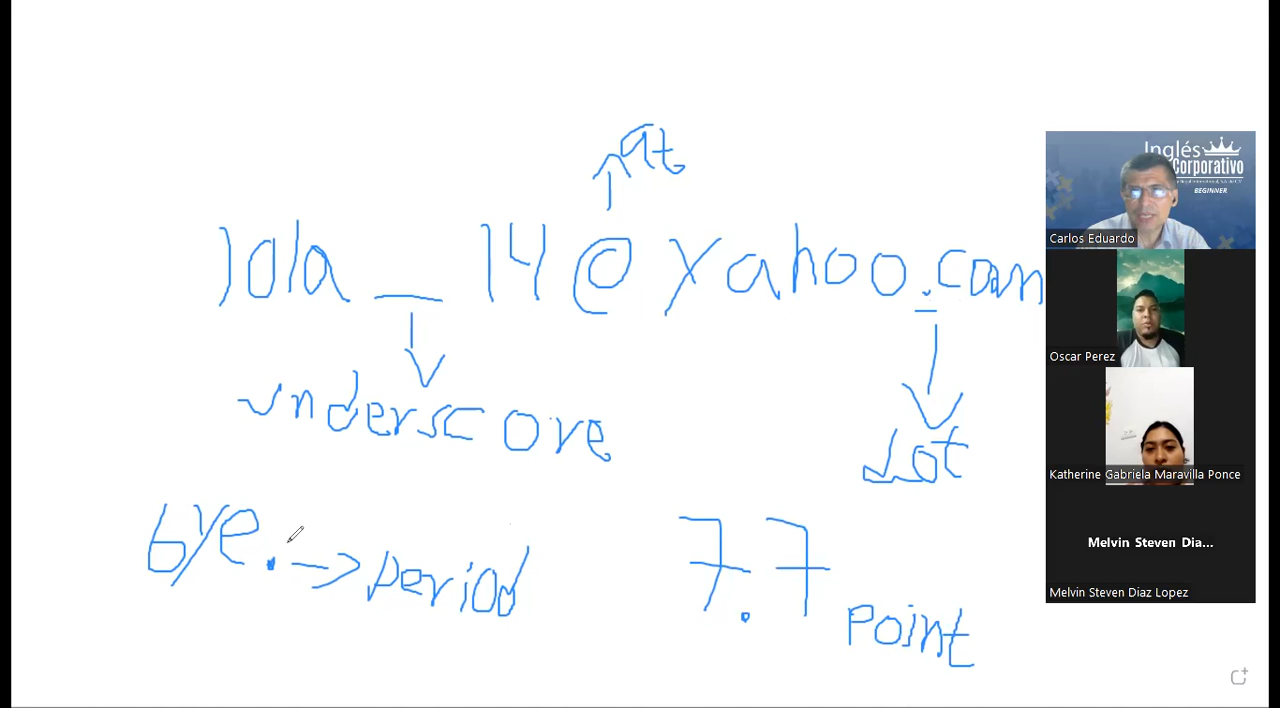 at
lola_14@yahoo.com
underscore
dot
bye. → period
7.7
point
Inglés
Corporativo
BEGINNER
Carlos Eduardo
Oscar Perez
Katherine Gabriela Maravilla Ponce
Melvin Steven Dia...
Melvin Steven Diaz Lopez